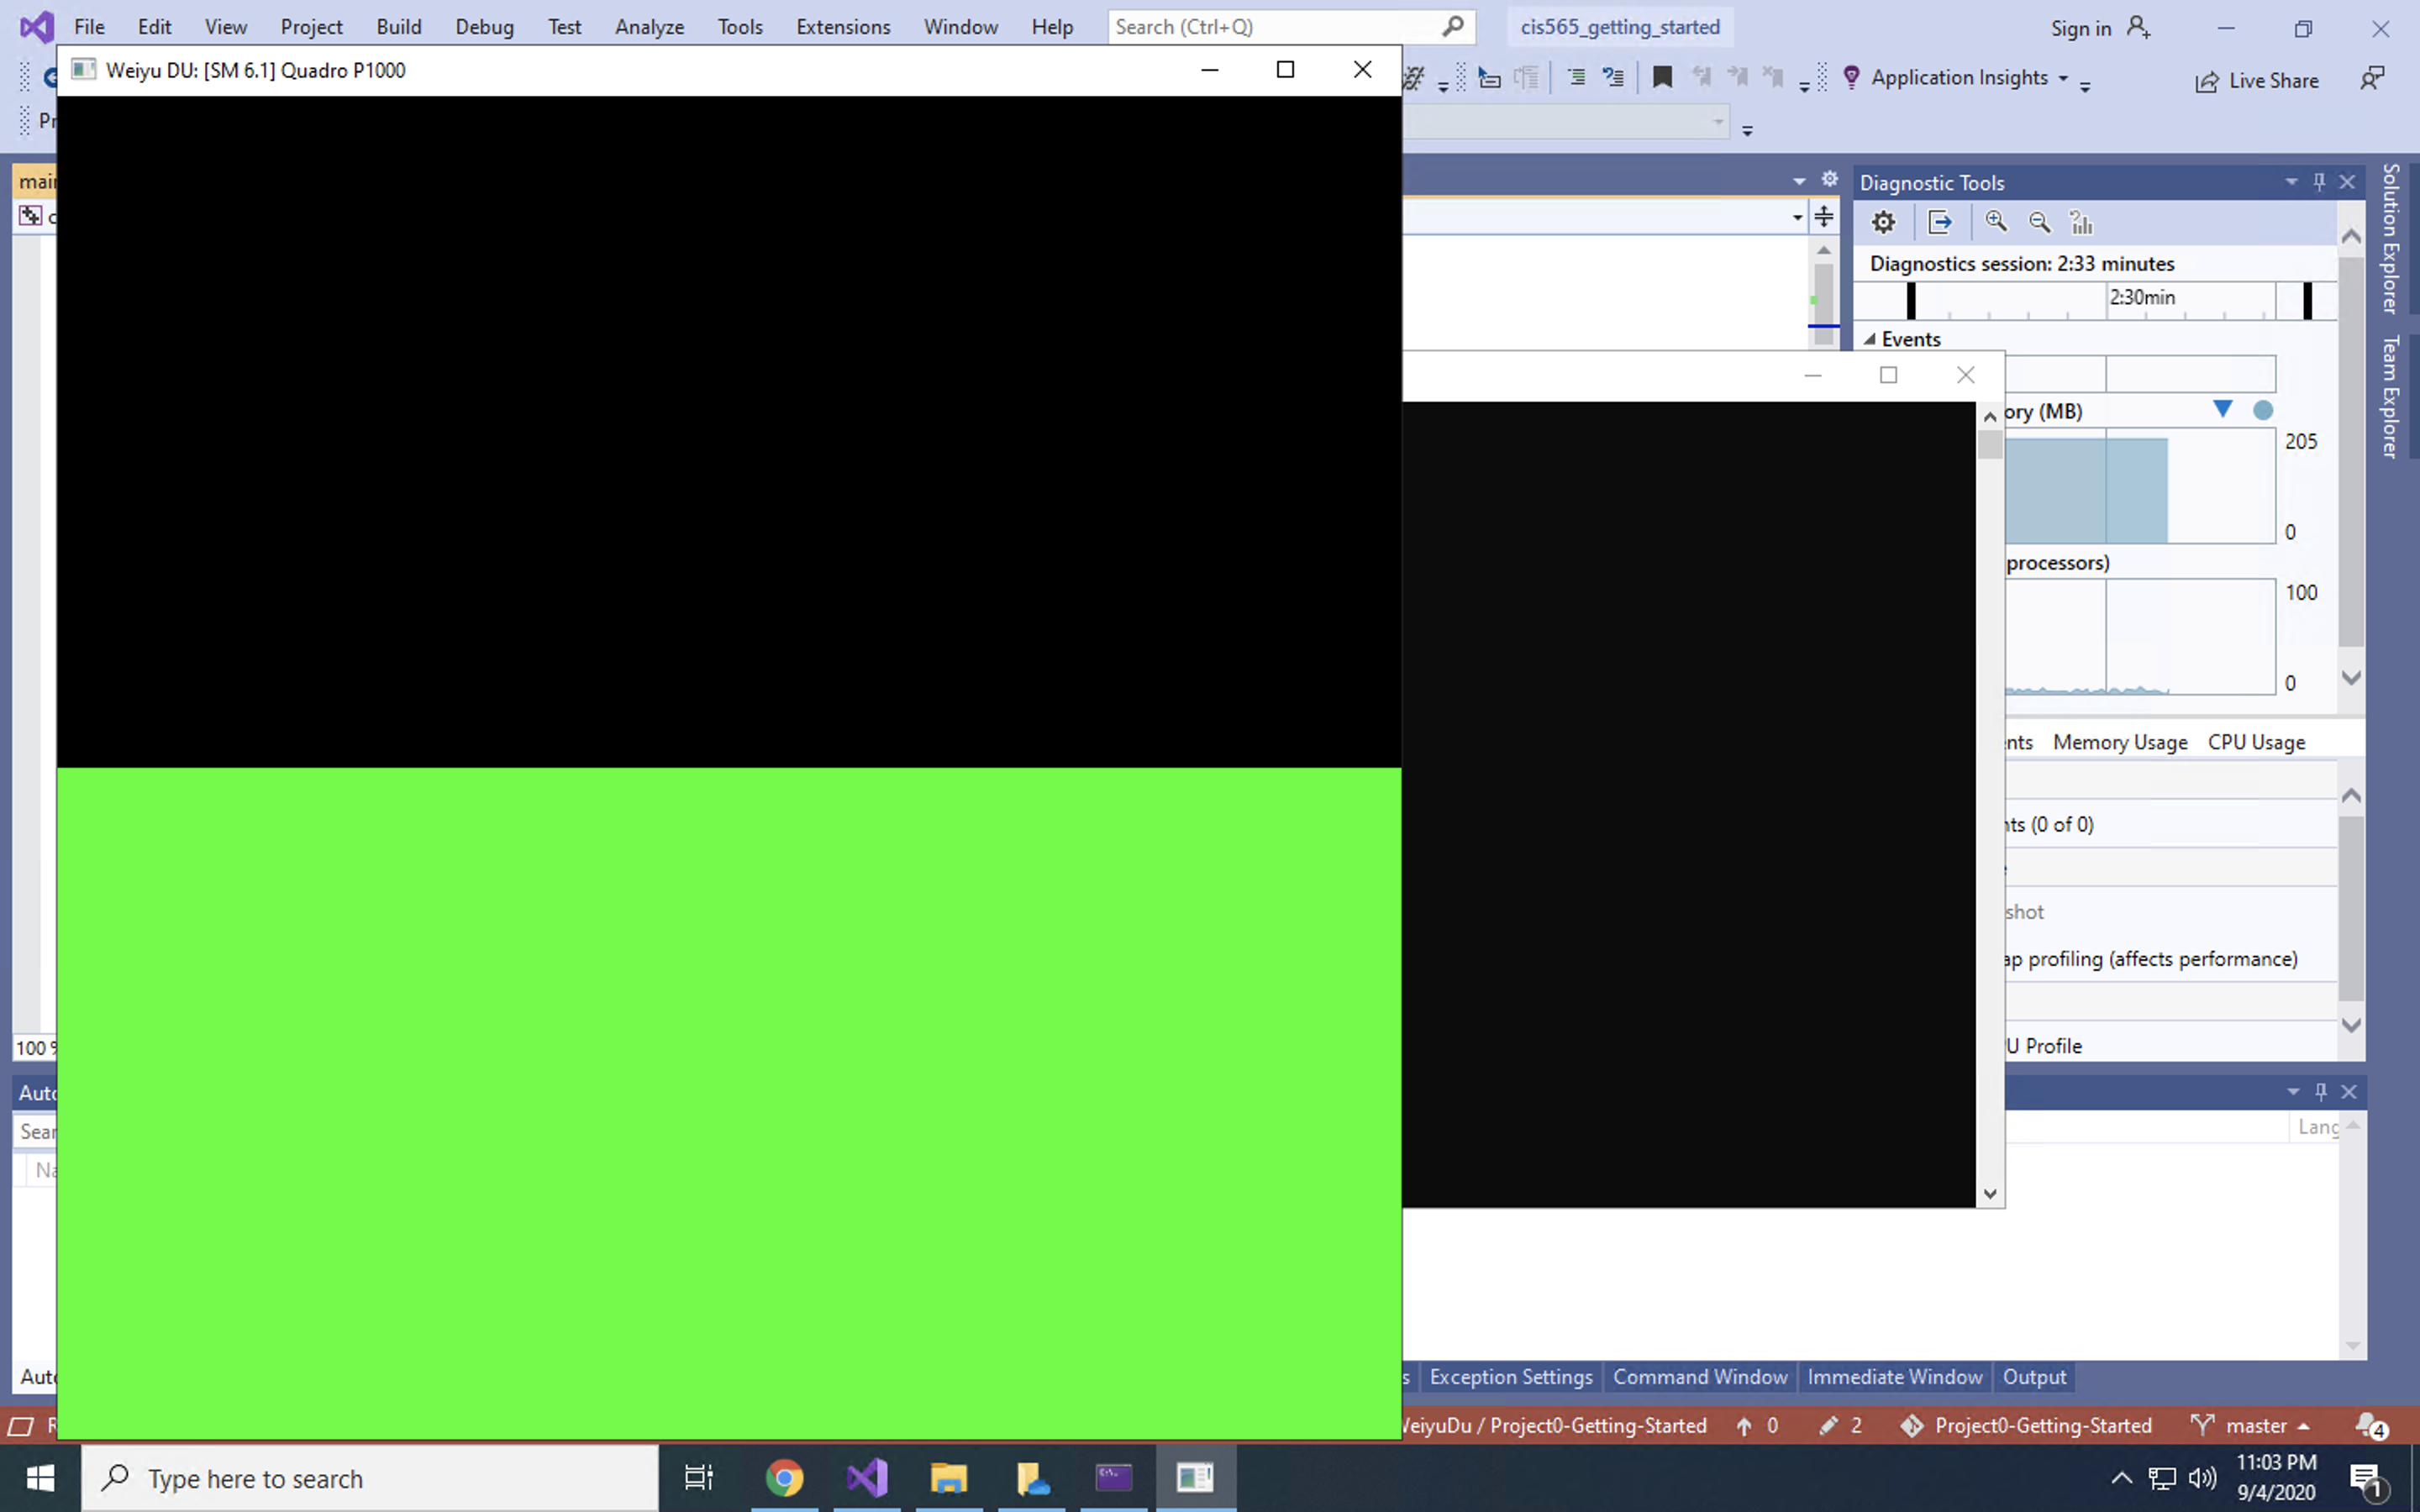 File Edit View Project Build Debug Test Analyze Tools Extensions Window Help Search (Ctrl+Q) cis565_getting_started Sign in
Weiyu DU: [SM 6.1] Quadro P1000
Application Insights
Live Share
Diagnostic Tools
Diagnostics session: 2:33 minutes
2:30min
Events
ory (MB)
205
0
processors)
100
0
nts Memory Usage CPU Usage
nts (0 of 0)
shot
ap profiling (affects performance)
U Profile
Solution Explorer
Team Explorer
Pr
mai
c
100 %
Auto
Sear
Na
Lang
Auto
s Exception Settings Command Window Immediate Window Output
R
WeiyuDu / Project0-Getting-Started 0 2 Project0-Getting-Started master 4
Type here to search
11:03 PM
9/4/2020
1